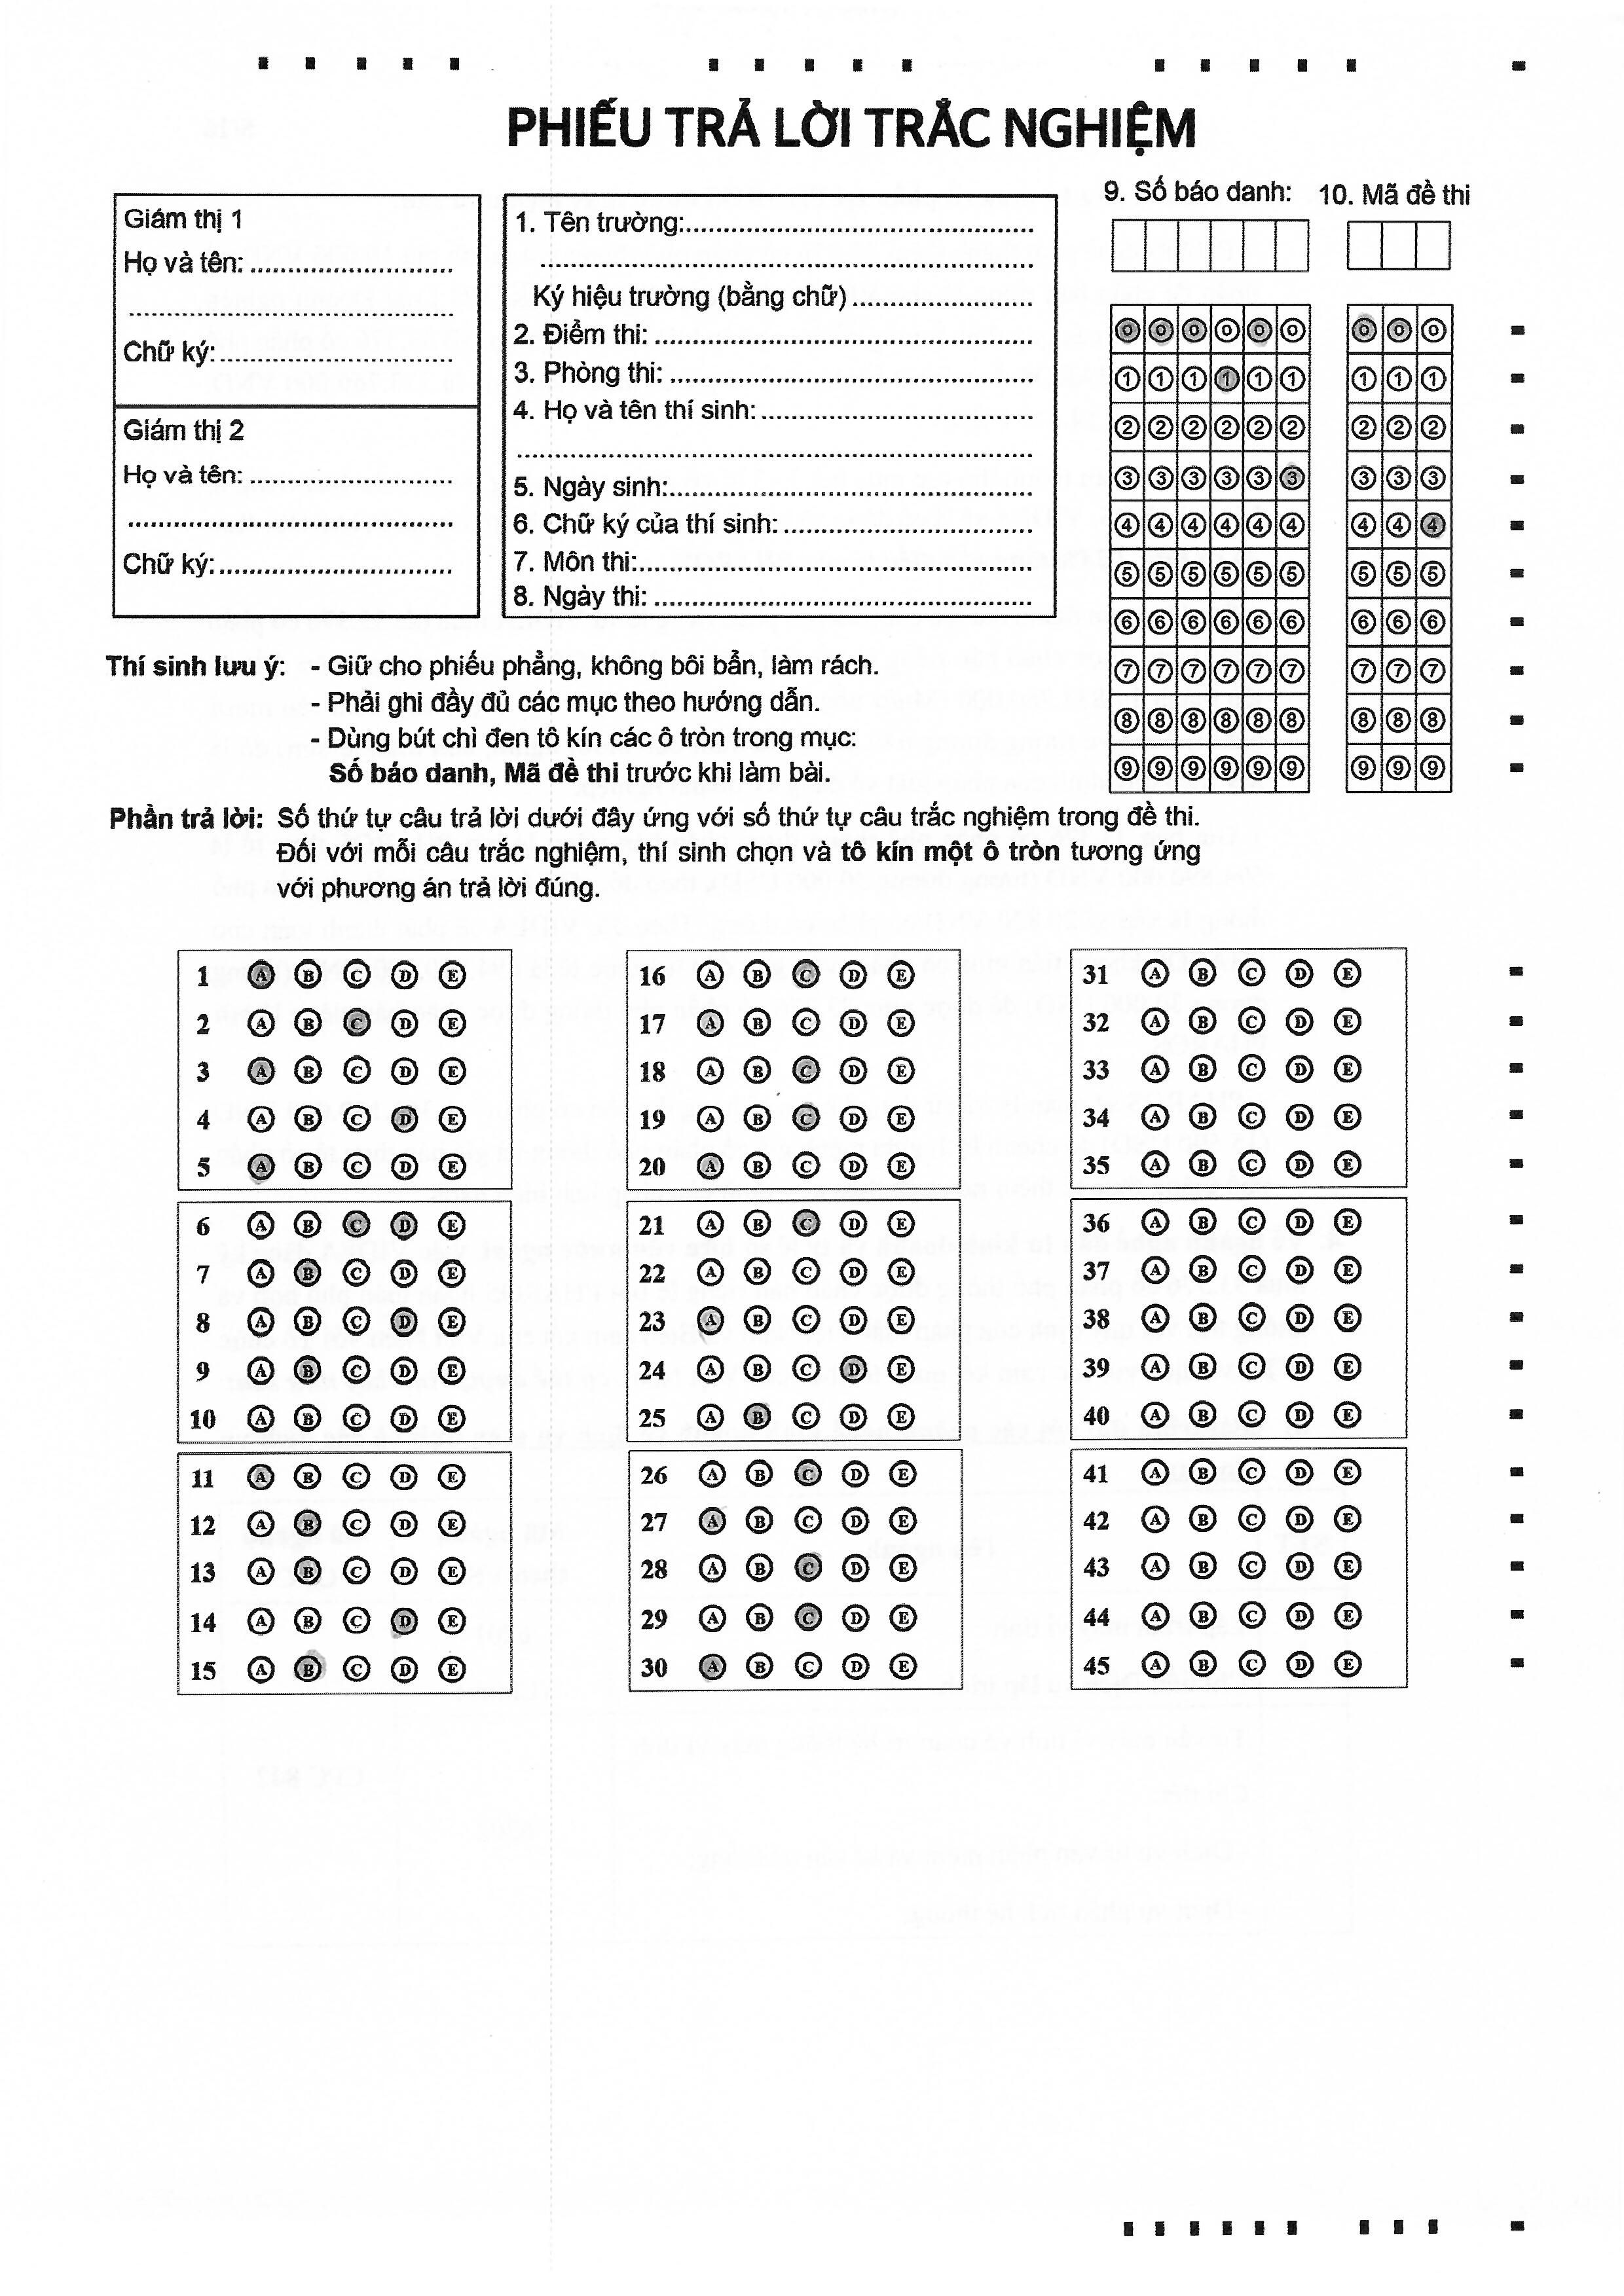 PHIẾU TRẢ LỜI TRẮC NGHIỆM
Giám thị 1
Họ và tên: ..............................
................................................
Chữ ký: ...................................
Giám thị 2
Họ và tên: ..............................
................................................
Chữ ký: ...................................
1. Tên trường:....................................................
..........................................................................
Ký hiệu trường (bằng chữ) ...........................
2. Điểm thi: .........................................................
3. Phòng thi: ......................................................
4. Họ và tên thí sinh: .........................................
..............................................................................
5. Ngày sinh:.......................................................
6. Chữ ký của thí sinh: .....................................
7. Môn thi:...........................................................
8. Ngày thi: .........................................................
9. Số báo danh:
0 0 0 0 0 0
1 1 1 1 1 1
2 2 2 2 2 2
3 3 3 3 3 3
4 4 4 4 4 4
5 5 5 5 5 5
6 6 6 6 6 6
7 7 7 7 7 7
8 8 8 8 8 8
9 9 9 9 9 9
10. Mã đề thi
0 0 0
1 1 1
2 2 2
3 3 3
4 4 4
5 5 5
6 6 6
7 7 7
8 8 8
9 9 9
Thí sinh lưu ý: - Giữ cho phiếu phẳng, không bôi bẩn, làm rách.
- Phải ghi đầy đủ các mục theo hướng dẫn.
- Dùng bút chì đen tô kín các ô tròn trong mục:
Số báo danh, Mã đề thi trước khi làm bài.
Phần trả lời: Số thứ tự câu trả lời dưới đây ứng với số thứ tự câu trắc nghiệm trong đề thi.
Đối với mỗi câu trắc nghiệm, thí sinh chọn và tô kín một ô tròn tương ứng
với phương án trả lời đúng.
1 A B C D E
2 A B C D E
3 A B C D E
4 A B C D E
5 A B C D E
6 A B C D E
7 A B C D E
8 A B C D E
9 A B C D E
10 A B C D E
11 A B C D E
12 A B C D E
13 A B C D E
14 A B C D E
15 A B C D E
16 A B C D E
17 A B C D E
18 A B C D E
19 A B C D E
20 A B C D E
21 A B C D E
22 A B C D E
23 A B C D E
24 A B C D E
25 A B C D E
26 A B C D E
27 A B C D E
28 A B C D E
29 A B C D E
30 A B C D E
31 A B C D E
32 A B C D E
33 A B C D E
34 A B C D E
35 A B C D E
36 A B C D E
37 A B C D E
38 A B C D E
39 A B C D E
40 A B C D E
41 A B C D E
42 A B C D E
43 A B C D E
44 A B C D E
45 A B C D E